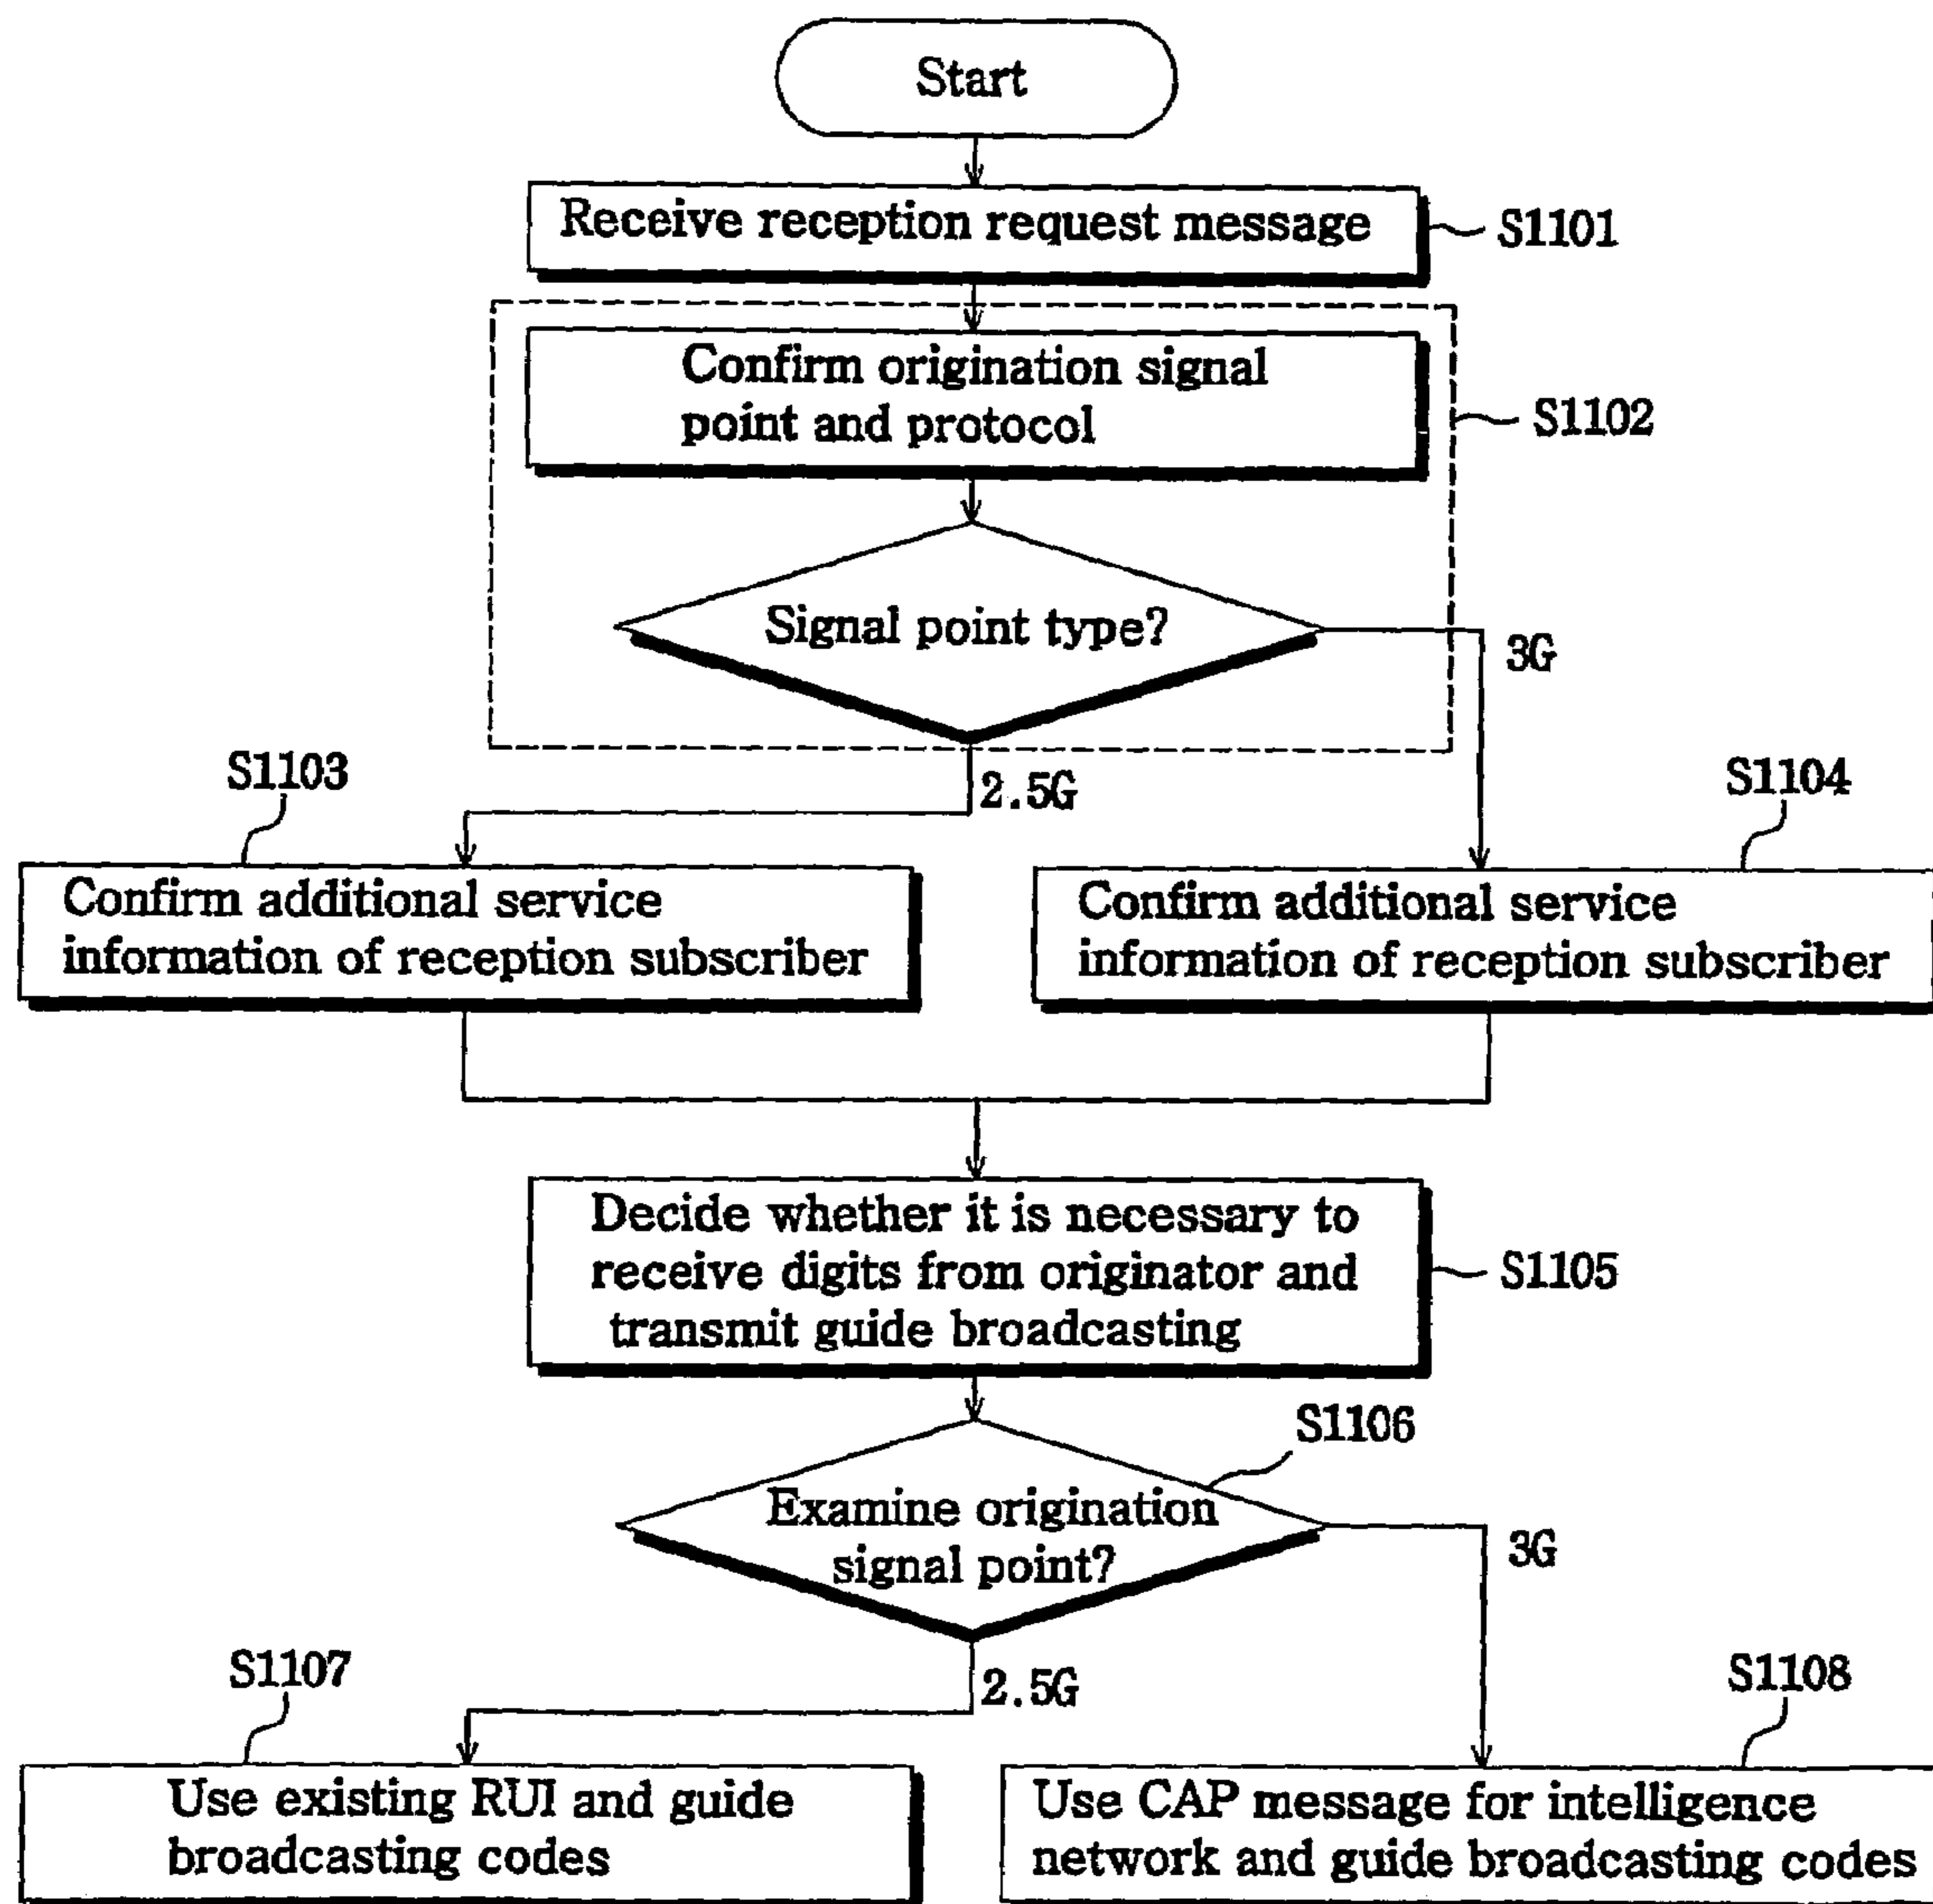 Start
Receive reception request message
S1101
Confirm origination signal
point and protocol
S1102
Signal point type?
3G
2.5G
S1103
S1104
Confirm additional service
information of reception subscriber
Confirm additional service
information of reception subscriber
Decide whether it is necessary to
receive digits from originator and
transmit guide broadcasting
S1105
S1106
Examine origination
signal point?
3G
2.5G
S1107
S1108
Use existing RUI and guide
broadcasting codes
Use CAP message for intelligence
network and guide broadcasting codes